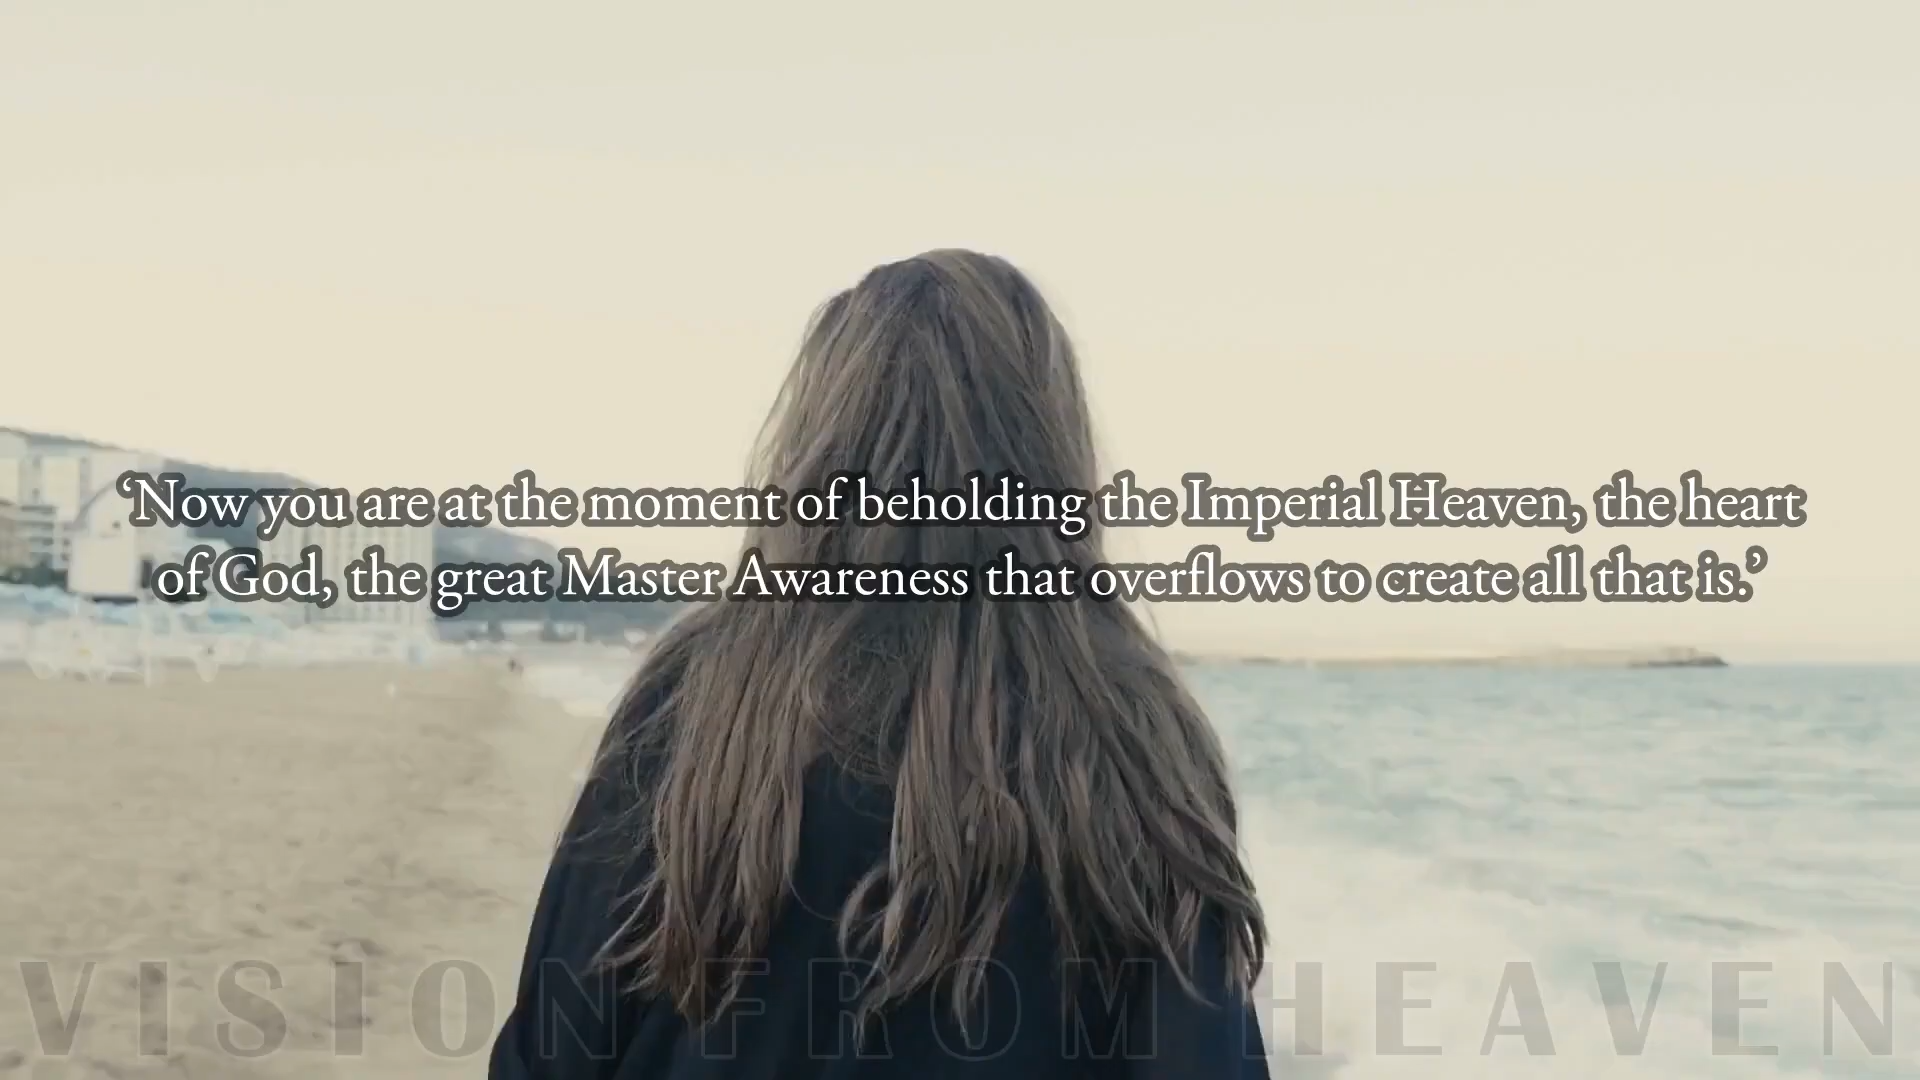 ‘Now you are at the moment of beholding the Imperial Heaven, the heart
of God, the great Master Awareness that overflows to create all that is.’
VISION FROM HEAVEN